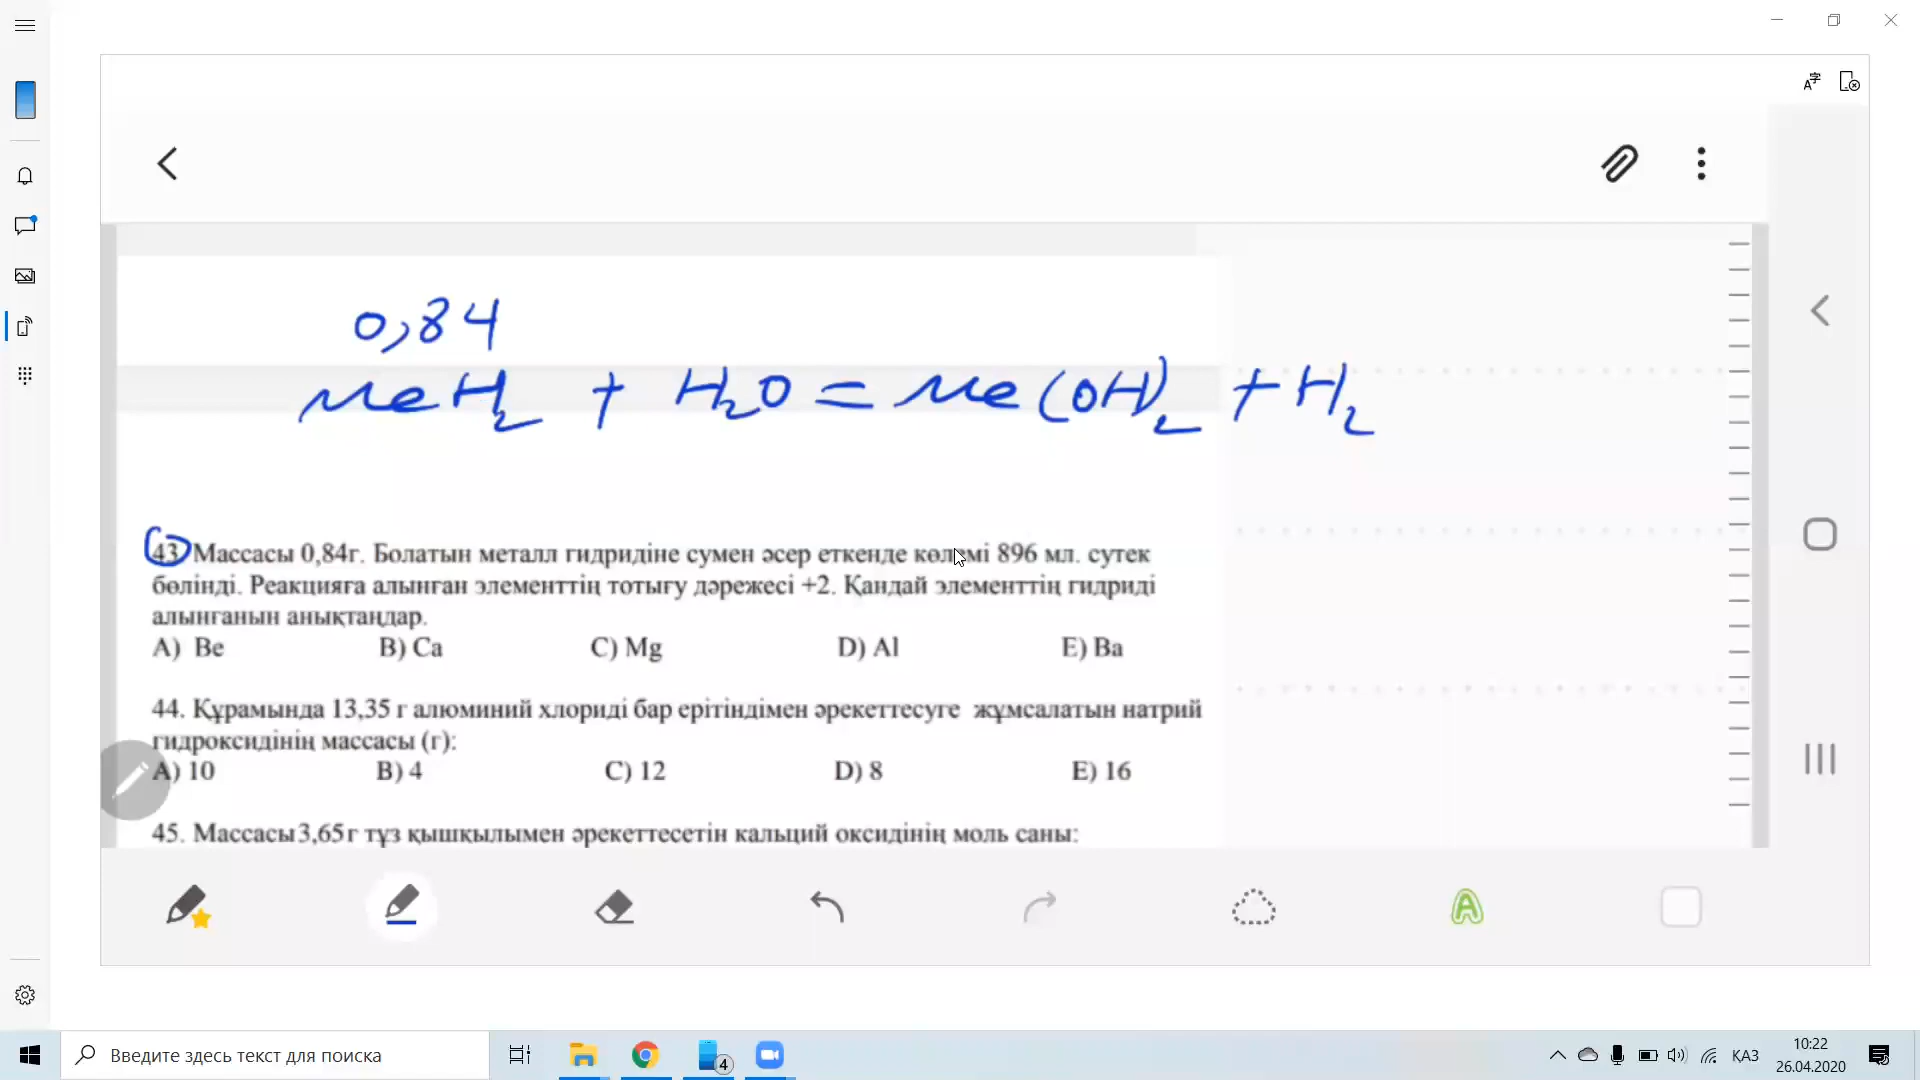 0,84
MeH2 + H2O = Me(OH)2 + H2
43. Массасы 0,84г. Болатын металл гидридіне сумен әсер еткенде көлемі 896 мл. сутек
бөлінді. Реакцияға алынған элементтің тотығу дәрежесі +2. Қандай элементтің гидриді
алынғанын анықтаңдар.
A) Be B) Ca C) Mg D) Al E) Ba
44. Құрамында 13,35 г алюминий хлориді бар ерітіндімен әрекеттесуге жұмсалатын натрий
гидроксидінің массасы (г):
A) 10 B) 4 C) 12 D) 8 E) 16
45. Массасы 3,65г тұз қышқылымен әрекеттесетін кальций оксидінің моль саны:
A
Введите здесь текст для поиска
4
ҚАЗ
10:22
26.04.2020